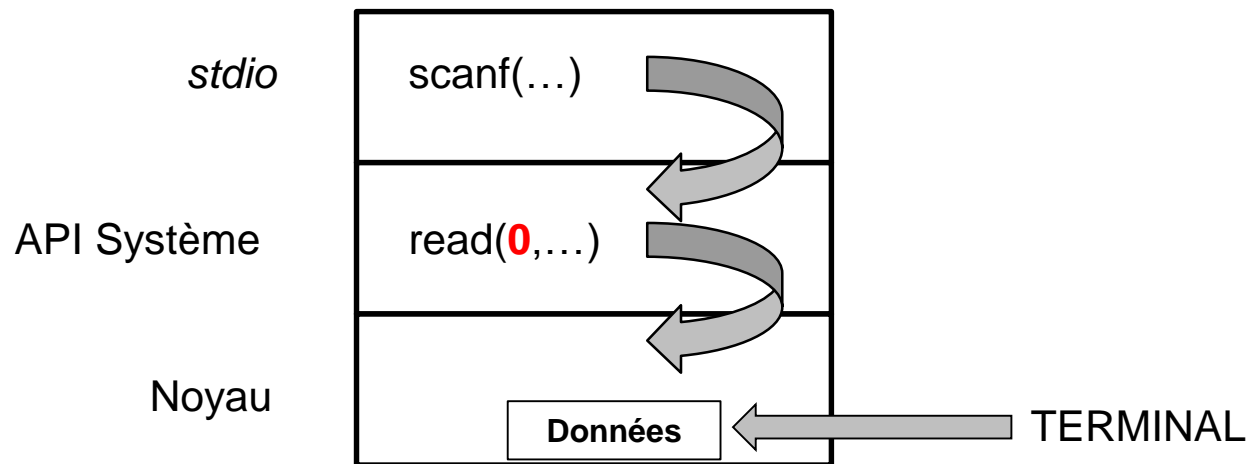 stdio scanf(…)
API Système read(0,…)
Noyau
Données TERMINAL